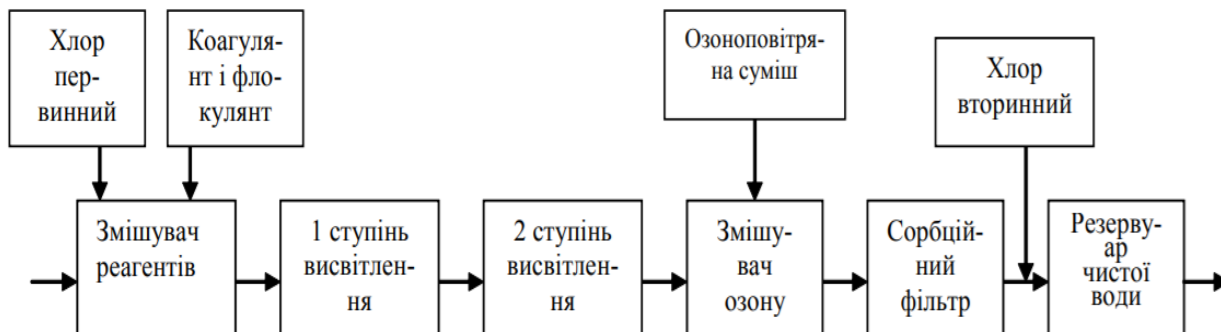 Хлор
пер-
винний
Коагуля-
нт і фло-
кулянт
Озоноповітря-
на суміш
Хлор
вторинний
Змішувач
реагентів
1 ступінь
висвітлен-
ня
2 ступінь
висвітлен-
ня
Змішу-
вач
озону
Сорбцій-
ний
фільтр
Резерву-
ар
чистої
води